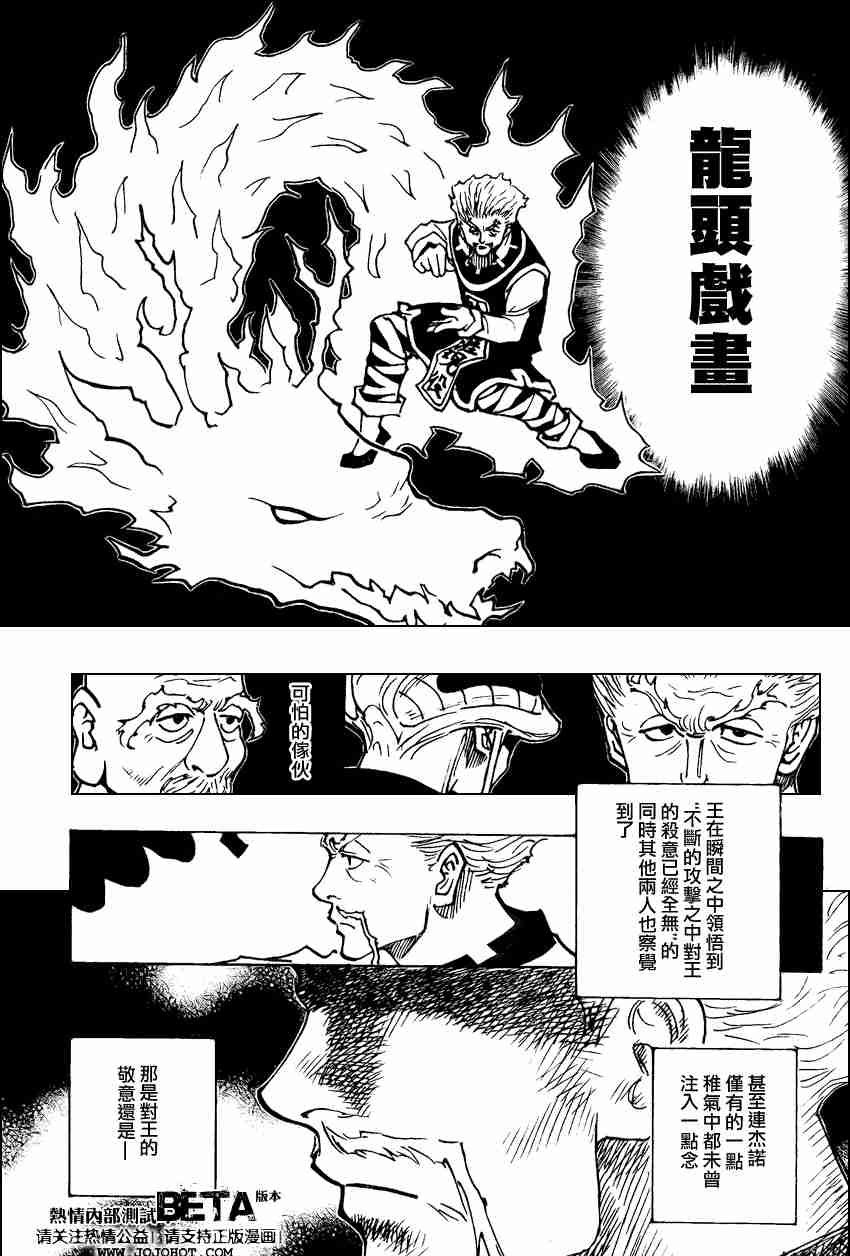 龍頭戲畫
可怕的傢伙
王在瞬間之中領悟到
"不斷的攻擊之中對王
的殺意已經全無"的
同時其他兩人也察覺
到了
甚至連杰諾
僅有的一點
稚氣中都未曾
注入一點念
那是對王的
敬意還是—
熱情內部測試BETA版本
请关注热情公益|请支持正版漫画
WWW.JOJOHOT.COM